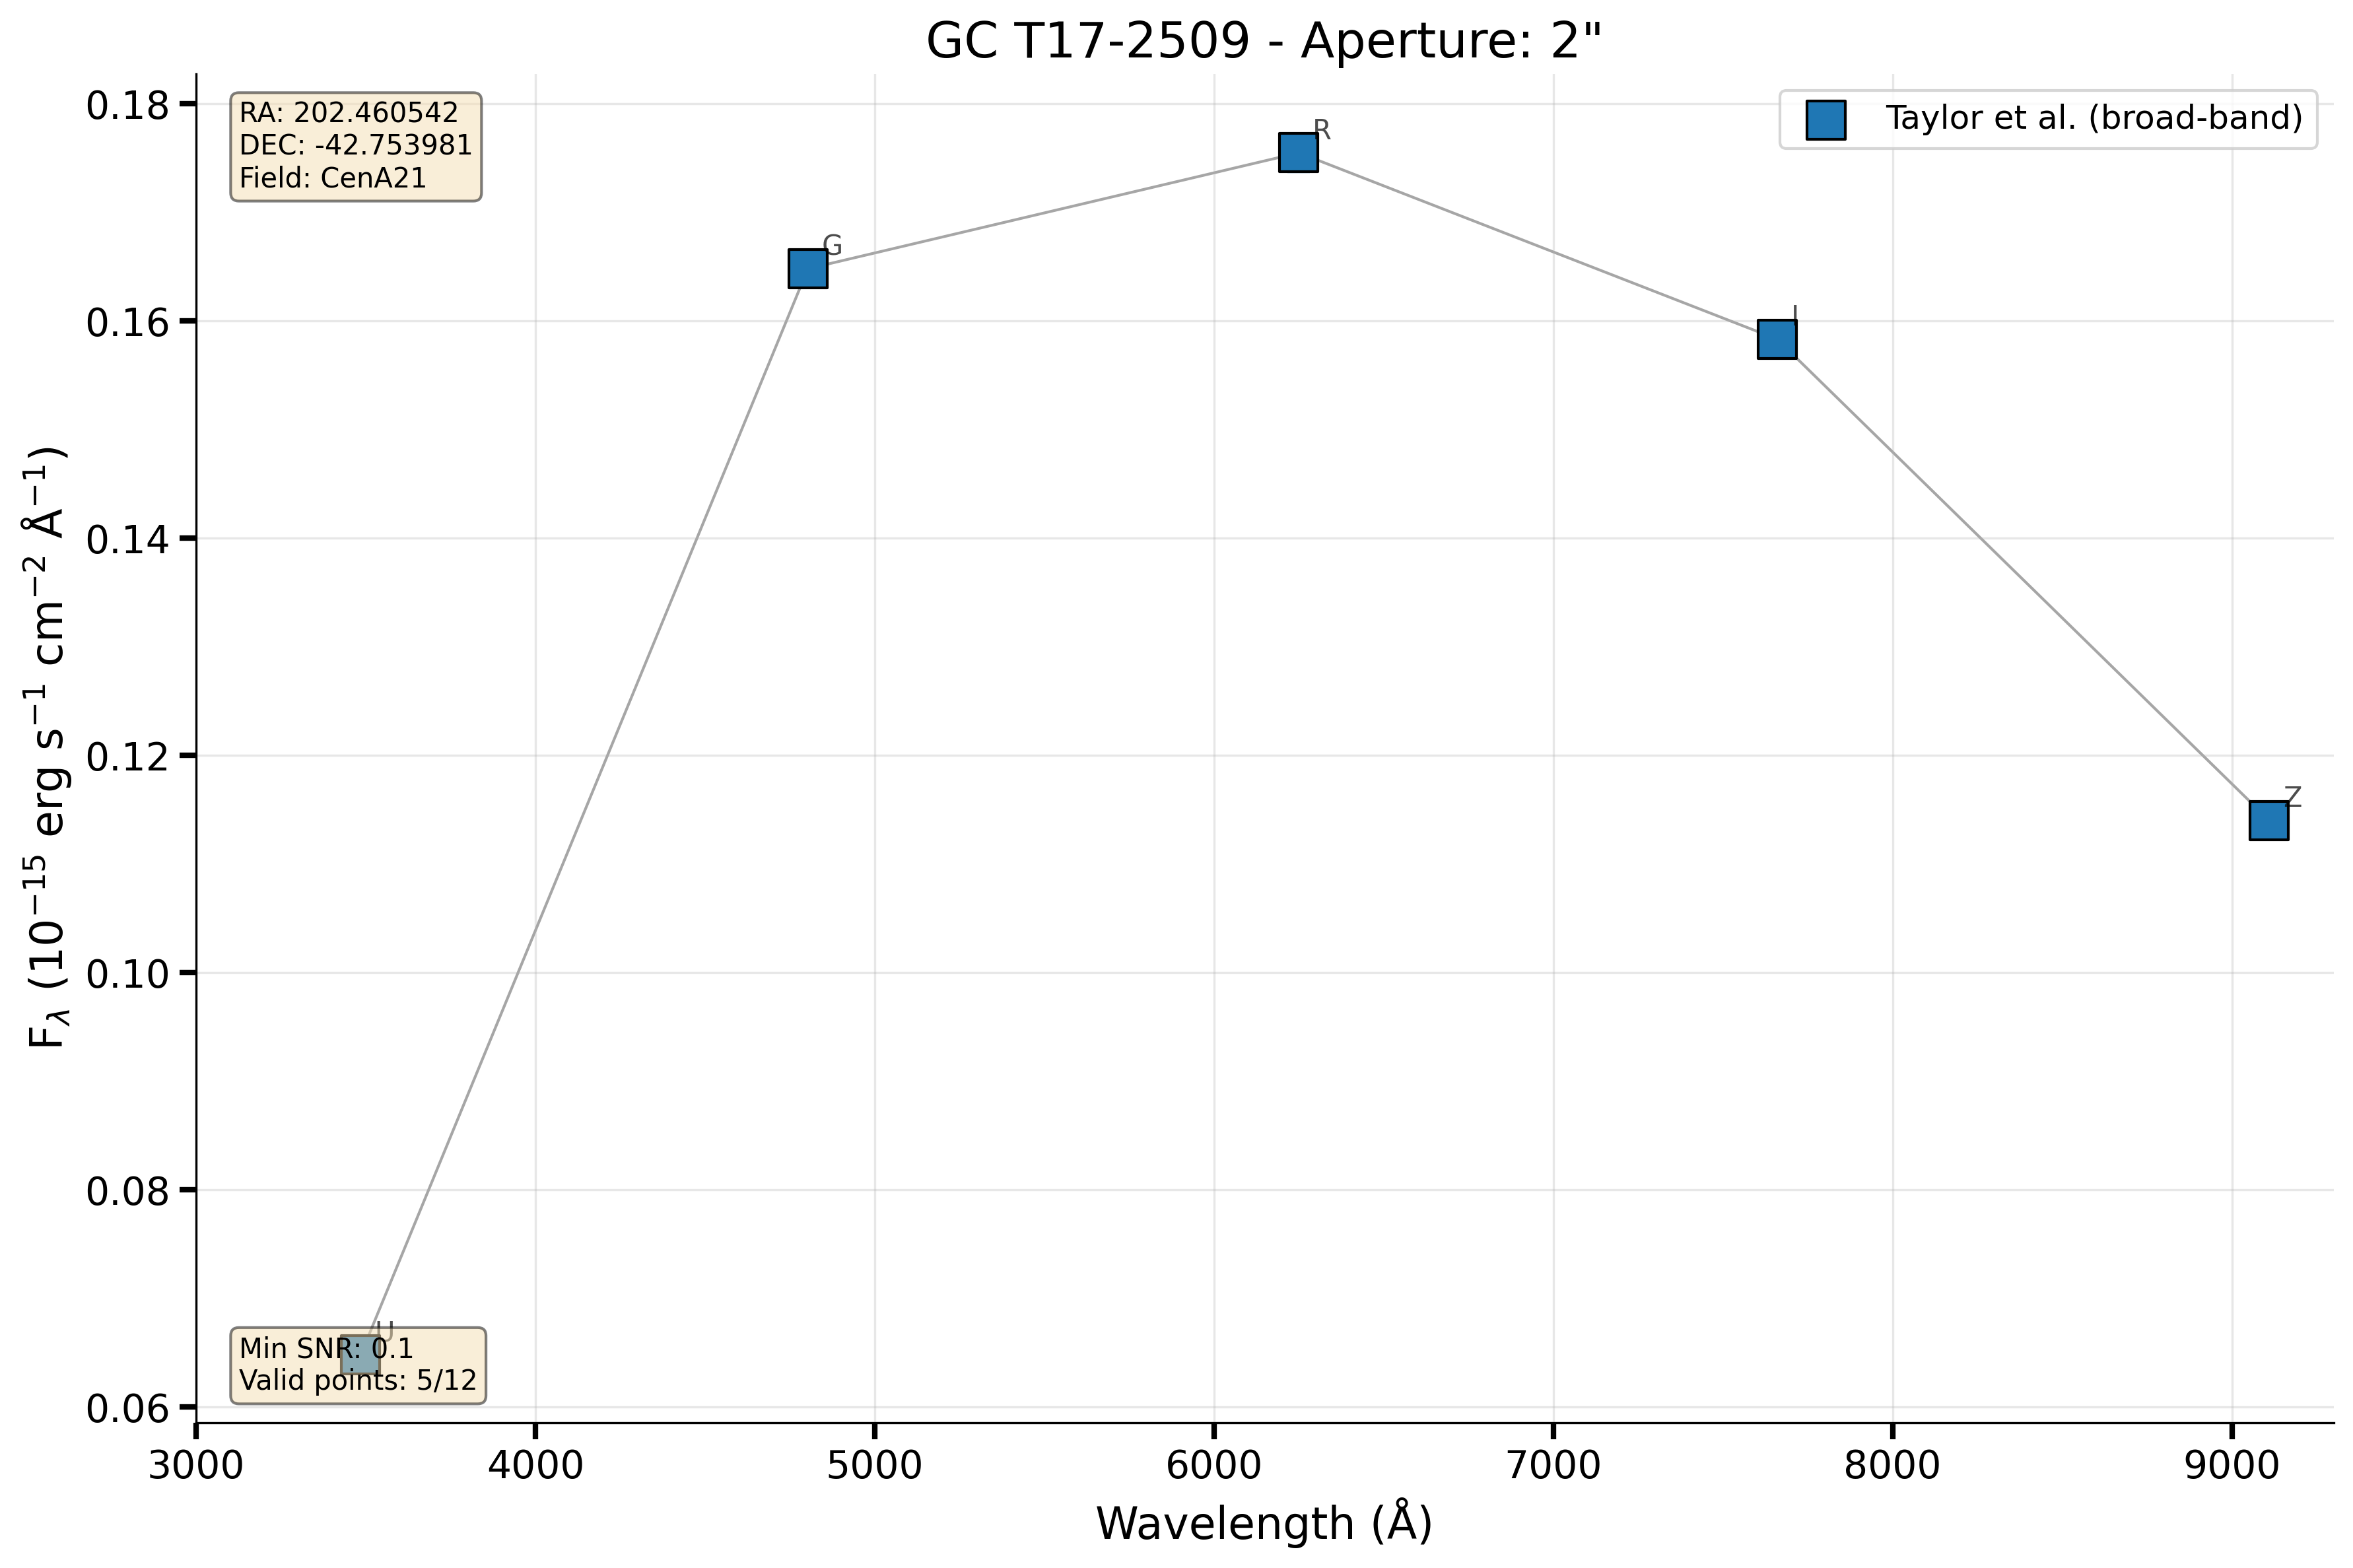 GC T17-2509 - Aperture: 2"
RA: 202.460542
DEC: -42.753981
Field: CenA21
Taylor et al. (broad-band)
R
G
I
Z
U
Min SNR: 0.1
Valid points: 5/12
0.18
0.16
0.14
0.12
0.10
0.08
0.06
F_λ (10⁻¹⁵ erg s⁻¹ cm⁻² Å⁻¹)
3000 4000 5000 6000 7000 8000 9000
Wavelength (Å)